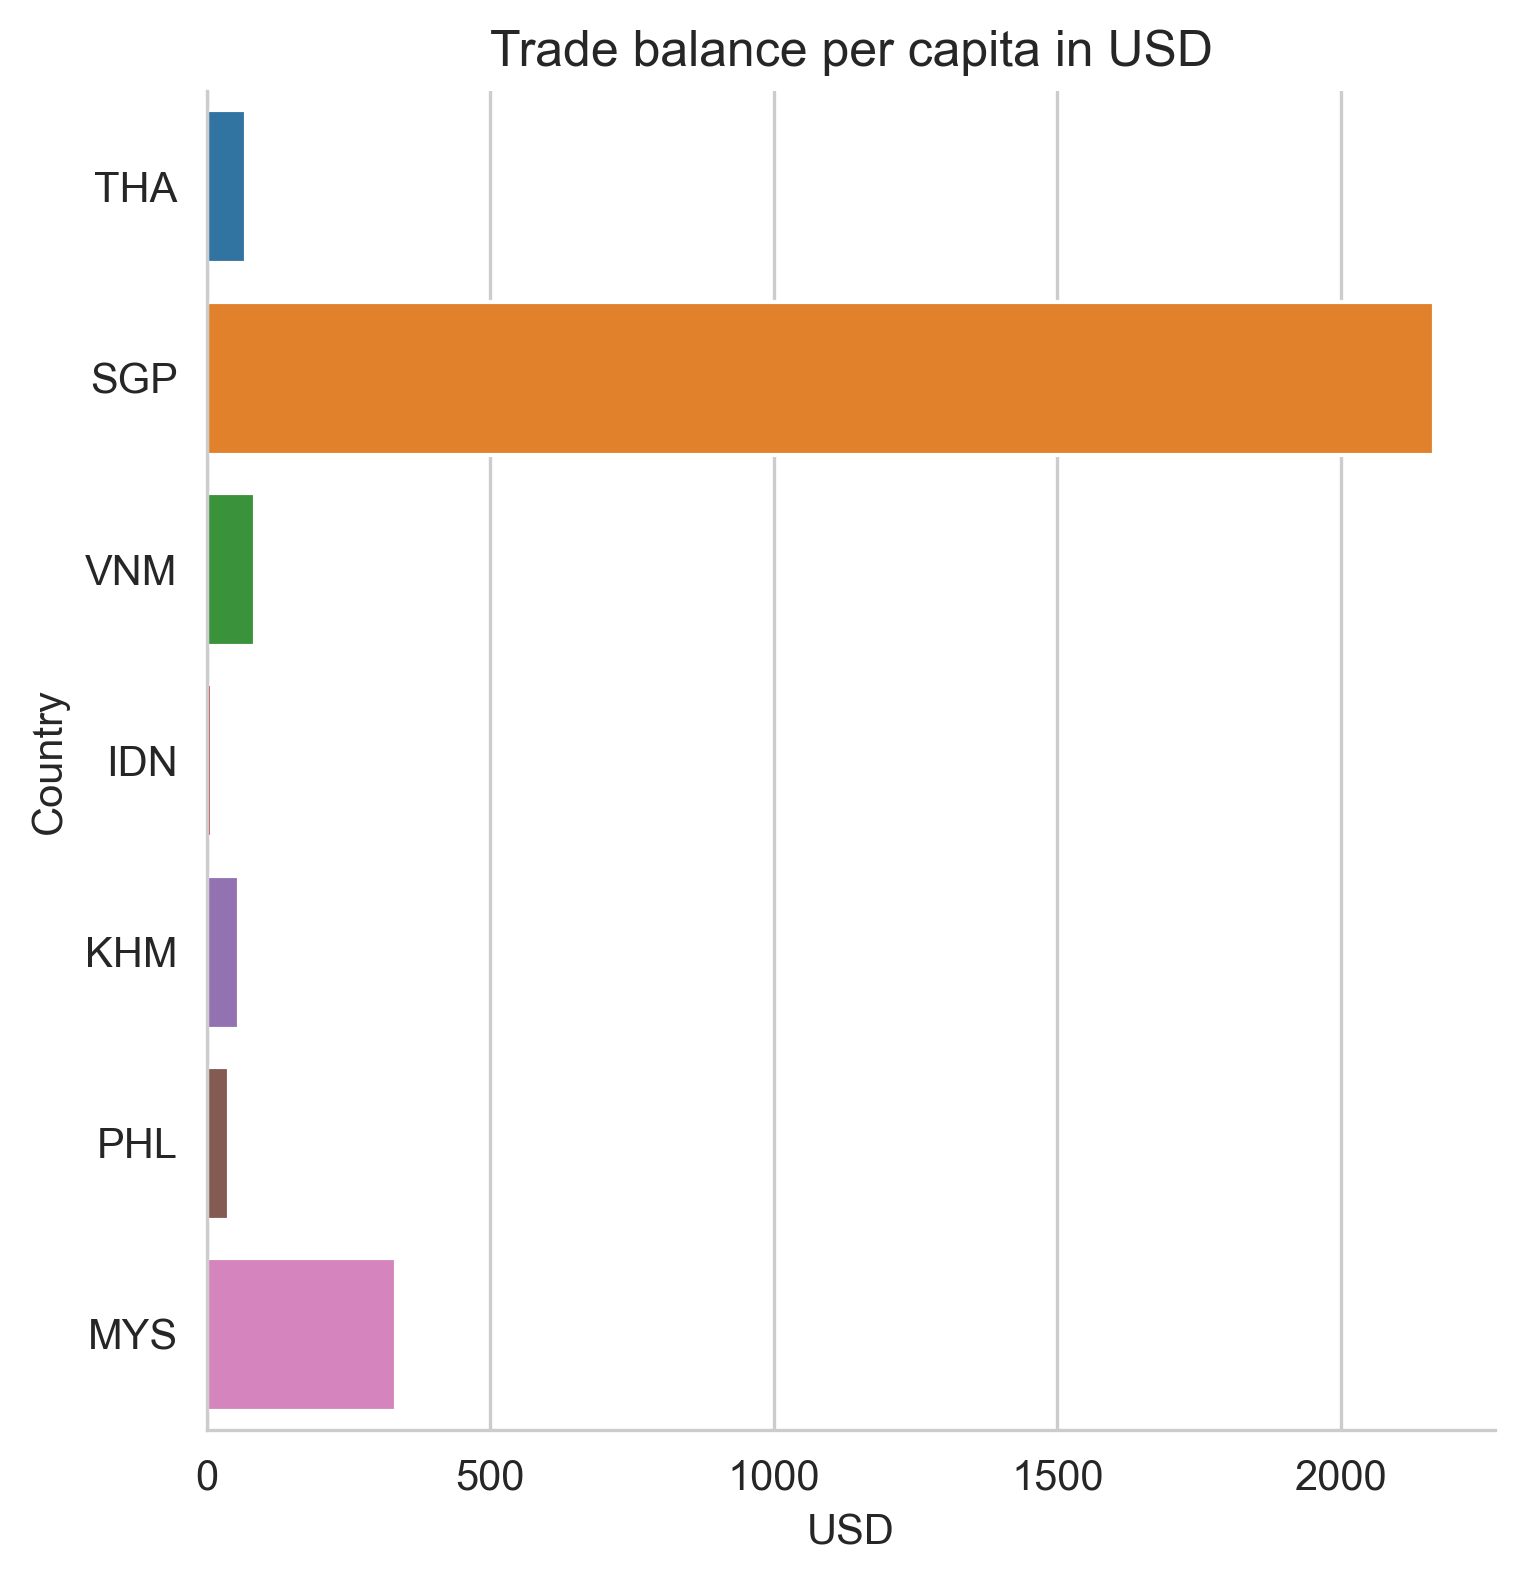 Trade balance per capita in USD
THA
SGP
VNM
IDN
KHM
PHL
MYS
Country
0 500 1000 1500 2000
USD